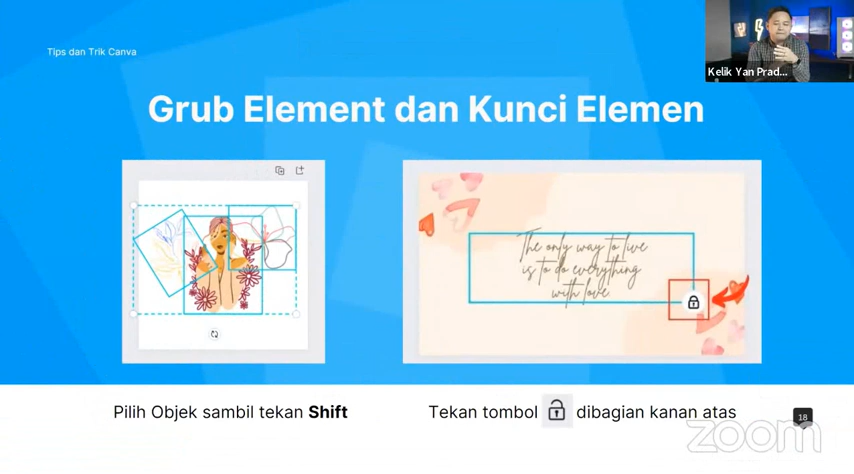 Tips dan Trik Canva
Kelik Yan Prad...
Grub Element dan Kunci Elemen
The only way to live
is to do everything
with love
Pilih Objek sambil tekan Shift
Tekan tombol dibagian kanan atas
18
zoom